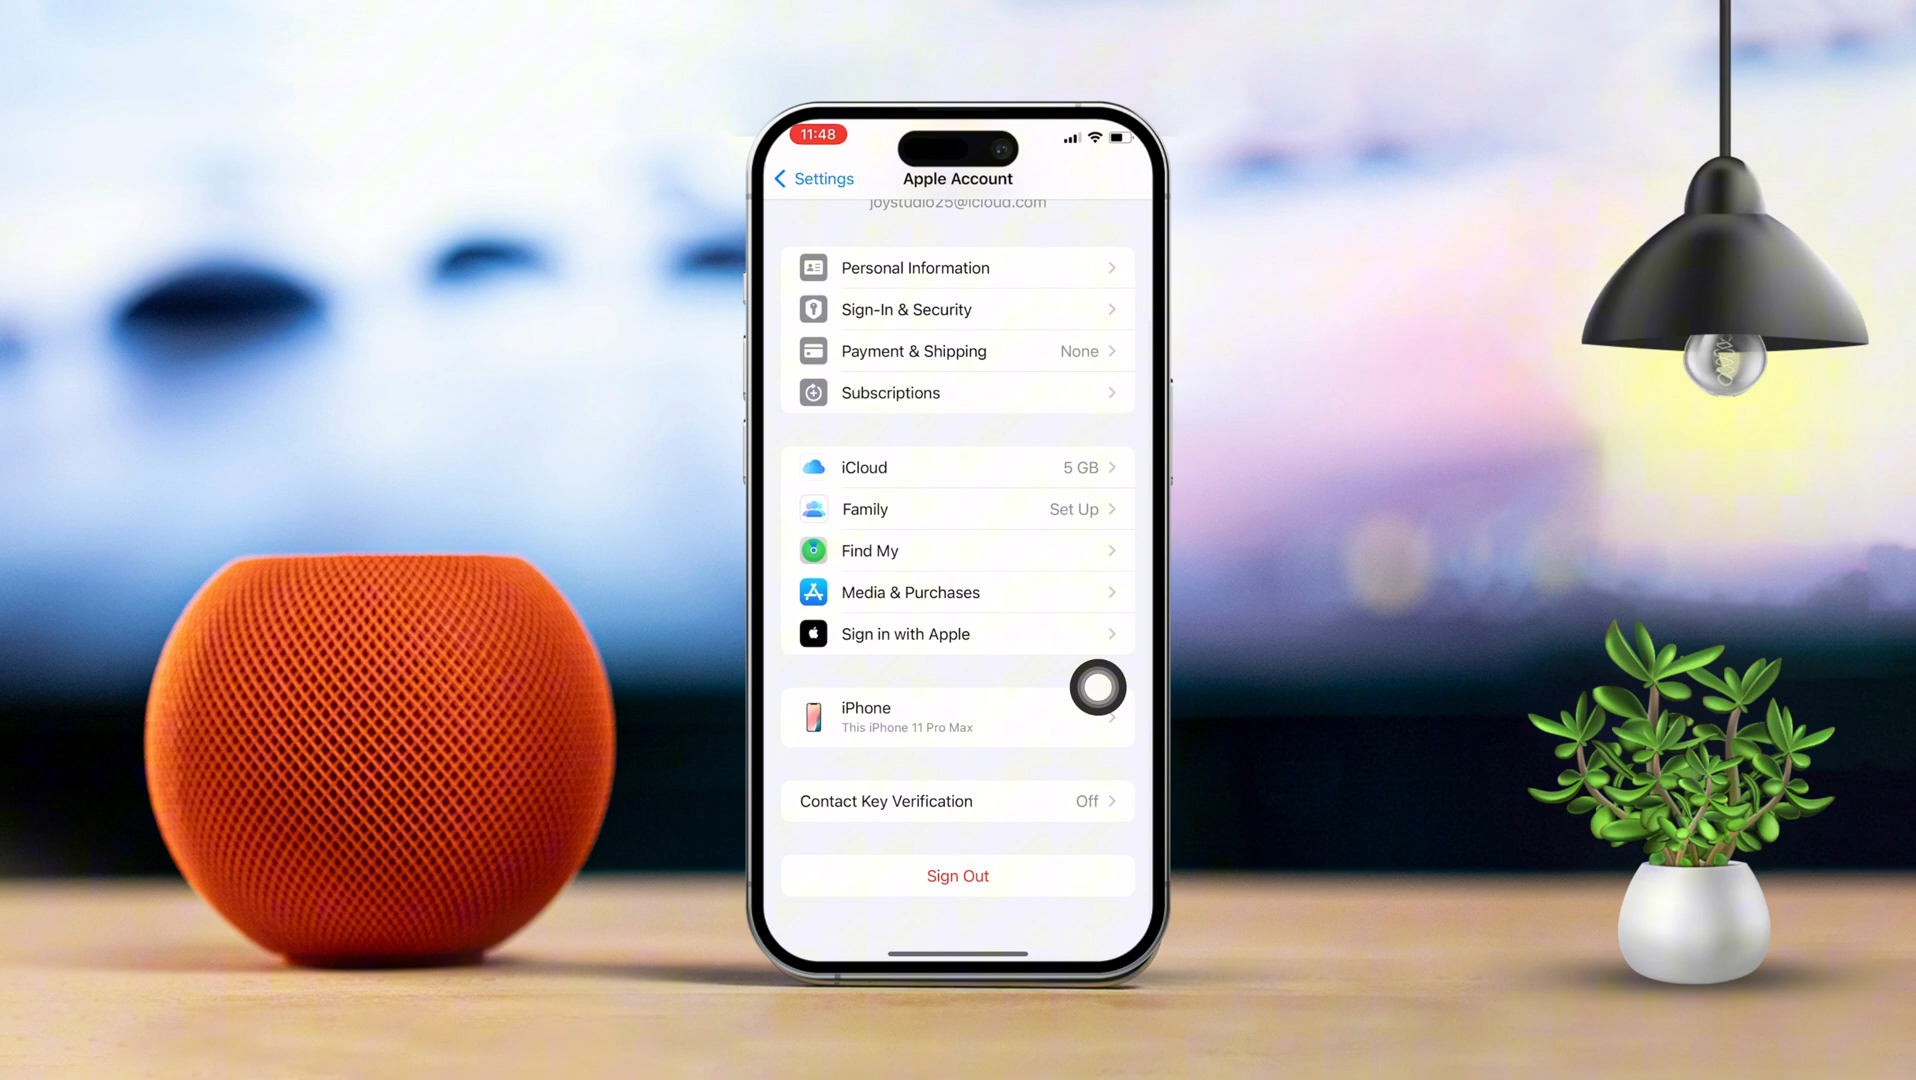 11:48
Settings
Apple Account
joystudio25@icloud.com
Personal Information
Sign-In & Security
Payment & Shipping None
Subscriptions
iCloud 5 GB
Family Set Up
Find My
Media & Purchases
Sign in with Apple
iPhone
This iPhone 11 Pro Max
Contact Key Verification Off
Sign Out